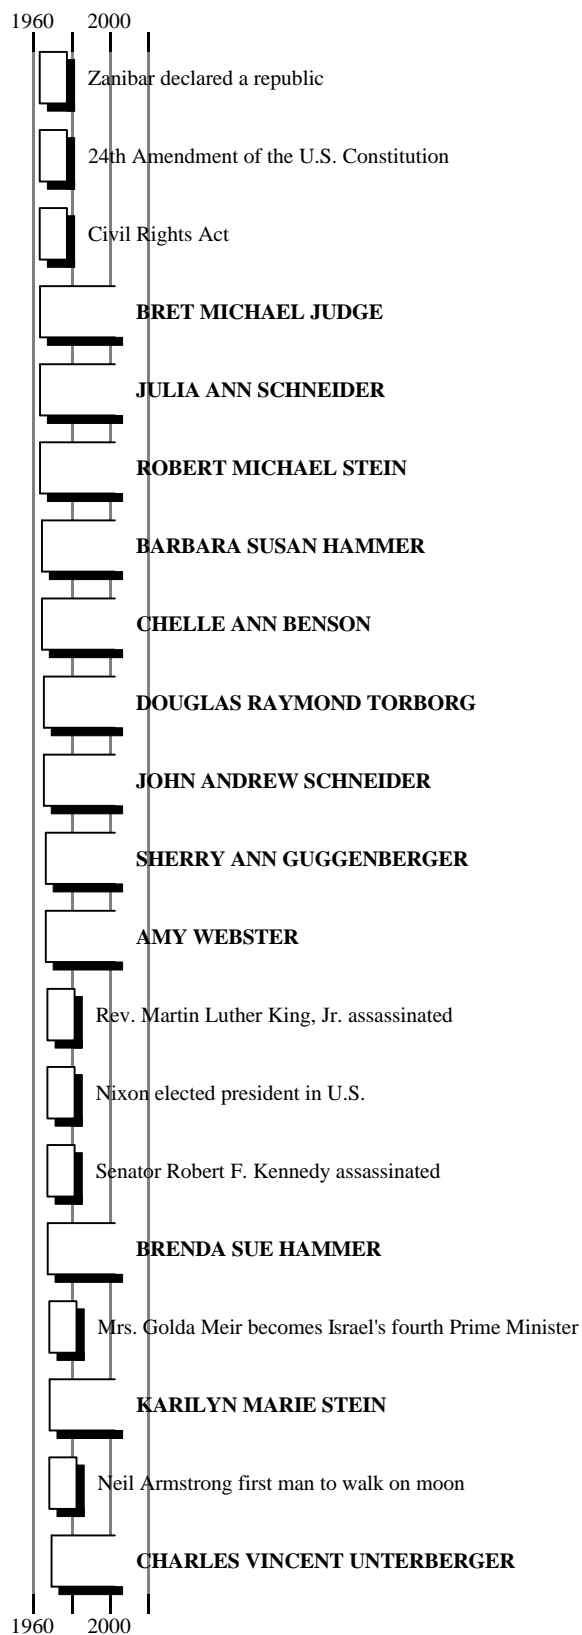 1960 2000
Zanibar declared a republic
24th Amendment of the U.S. Constitution
Civil Rights Act
BRET MICHAEL JUDGE
JULIA ANN SCHNEIDER
ROBERT MICHAEL STEIN
BARBARA SUSAN HAMMER
CHELLE ANN BENSON
DOUGLAS RAYMOND TORBORG
JOHN ANDREW SCHNEIDER
SHERRY ANN GUGGENBERGER
AMY WEBSTER
Rev. Martin Luther King, Jr. assassinated
Nixon elected president in U.S.
Senator Robert F. Kennedy assassinated
BRENDA SUE HAMMER
Mrs. Golda Meir becomes Israel's fourth Prime Minister
KARILYN MARIE STEIN
Neil Armstrong first man to walk on moon
CHARLES VINCENT UNTERBERGER
1960 2000